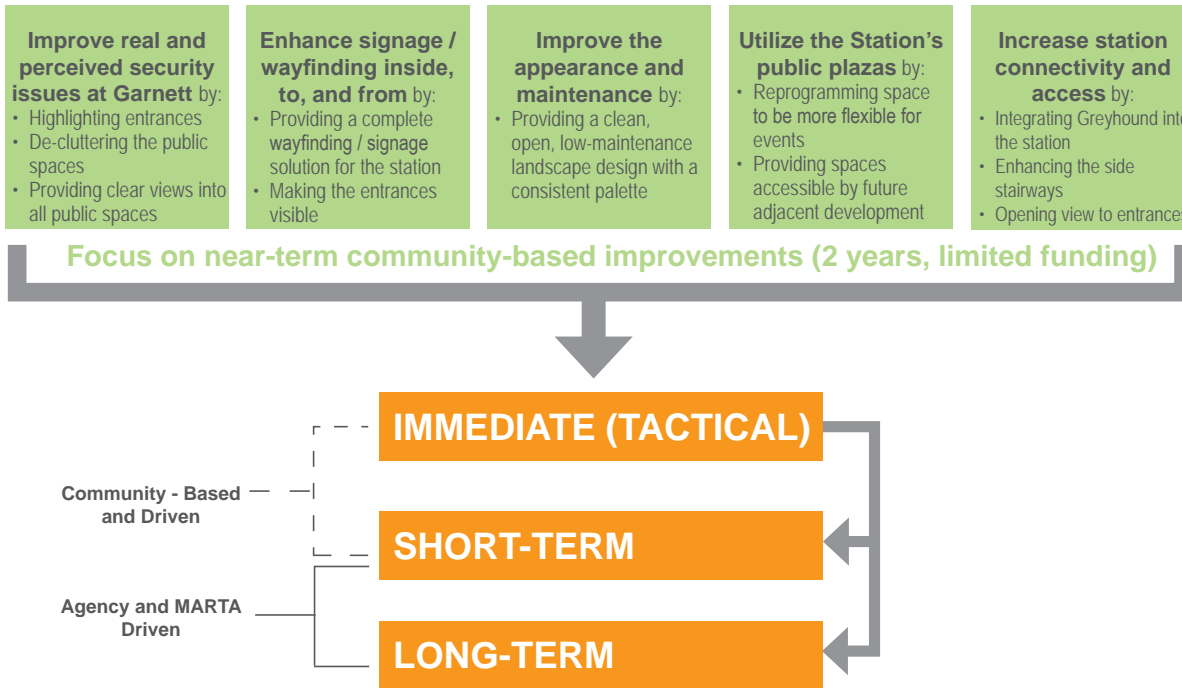 Improve real and
perceived security
issues at Garnett by:
• Highlighting entrances
• De-cluttering the public
spaces
• Providing clear views into
all public spaces
Enhance signage /
wayfinding inside,
to, and from by:
• Providing a complete
wayfinding / signage
solution for the station
• Making the entrances
visible
Improve the
appearance and
maintenance by:
• Providing a clean,
open, low-maintenance
landscape design with a
consistent palette
Utilize the Station's
public plazas by:
• Reprogramming space
to be more flexible for
events
• Providing spaces
accessible by future
adjacent development
Increase station
connectivity and
access by:
• Integrating Greyhound into
the station
• Enhancing the side
stairways
• Opening view to entrances
Focus on near-term community-based improvements (2 years, limited funding)
IMMEDIATE (TACTICAL)
Community - Based
and Driven
SHORT-TERM
Agency and MARTA
Driven
LONG-TERM